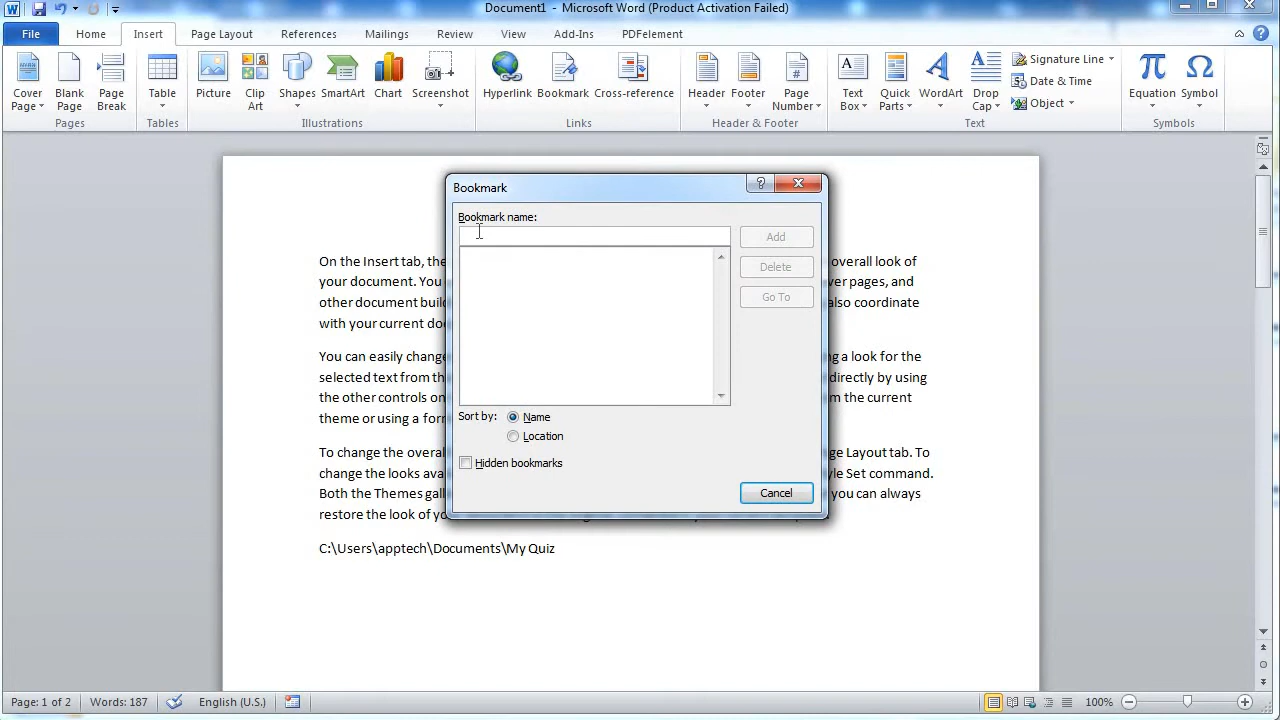 Document1 - Microsoft Word (Product Activation Failed)
File Home Insert Page Layout References Mailings Review View Add-Ins PDFelement
Cover Page Blank Page Page Break Table Picture Clip Art Shapes SmartArt Chart Screenshot Hyperlink Bookmark Cross-reference Header Footer Page Number Text Box Quick Parts WordArt Drop Cap Signature Line Date & Time Object Equation Symbol
Pages Tables Illustrations Links Header & Footer Text Symbols
Bookmark
Bookmark name:
Add
Delete
Go To
Sort by: Name
Location
Hidden bookmarks
Cancel
On the Insert tab, the overall look of
your document. You ver pages, and
other document buil also coordinate
with your current do
You can easily change g a look for the
selected text from th directly by using
the other controls on m the current
theme or using a for
To change the overal ge Layout tab. To
change the looks ava yle Set command.
Both the Themes gall you can always
restore the look of yo
C:\Users\apptech\Documents\My Quiz
Page: 1 of 2 Words: 187 English (U.S.) 100%